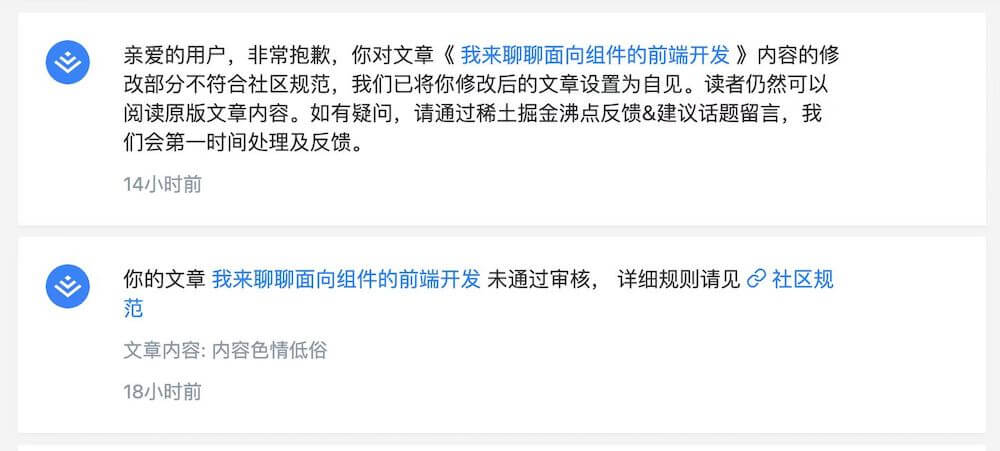 亲爱的用户，非常抱歉，你对文章《 我来聊聊面向组件的前端开发 》内容的修
改部分不符合社区规范，我们已将你修改后的文章设置为自见。读者仍然可以
阅读原版文章内容。如有疑问，请通过稀土掘金沸点反馈&建议话题留言，我
们会第一时间处理及反馈。
14小时前
你的文章 我来聊聊面向组件的前端开发 未通过审核， 详细规则请见 社区规
范
文章内容: 内容色情低俗
18小时前